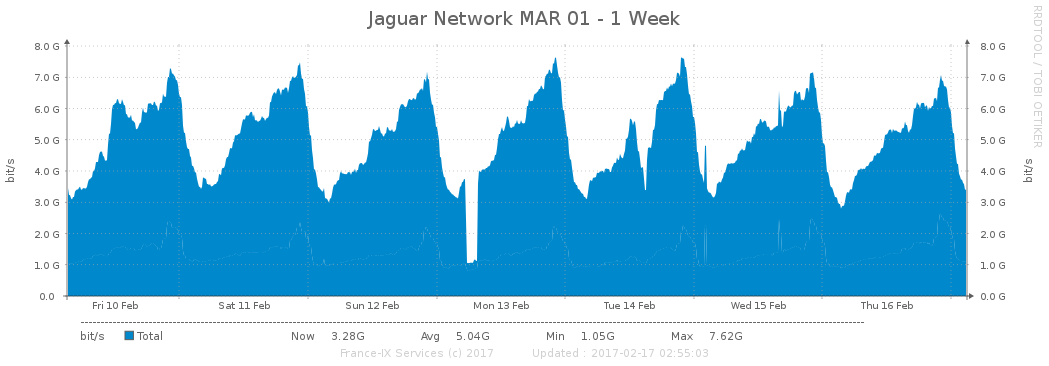 Jaguar Network MAR 01 - 1 Week
RRDTOOL / TOBI OETIKER
bit/s
bit/s
8.0 G 8.0 G
7.0 G 7.0 G
6.0 G 6.0 G
5.0 G 5.0 G
4.0 G 4.0 G
3.0 G 3.0 G
2.0 G 2.0 G
1.0 G 1.0 G
0.0 0.0 G
Fri 10 Feb Sat 11 Feb Sun 12 Feb Mon 13 Feb Tue 14 Feb Wed 15 Feb Thu 16 Feb
bit/s Total Now 3.28G Avg 5.04G Min 1.05G Max 7.62G
France-IX Services (c) 2017 Updated : 2017-02-17 02:55:03